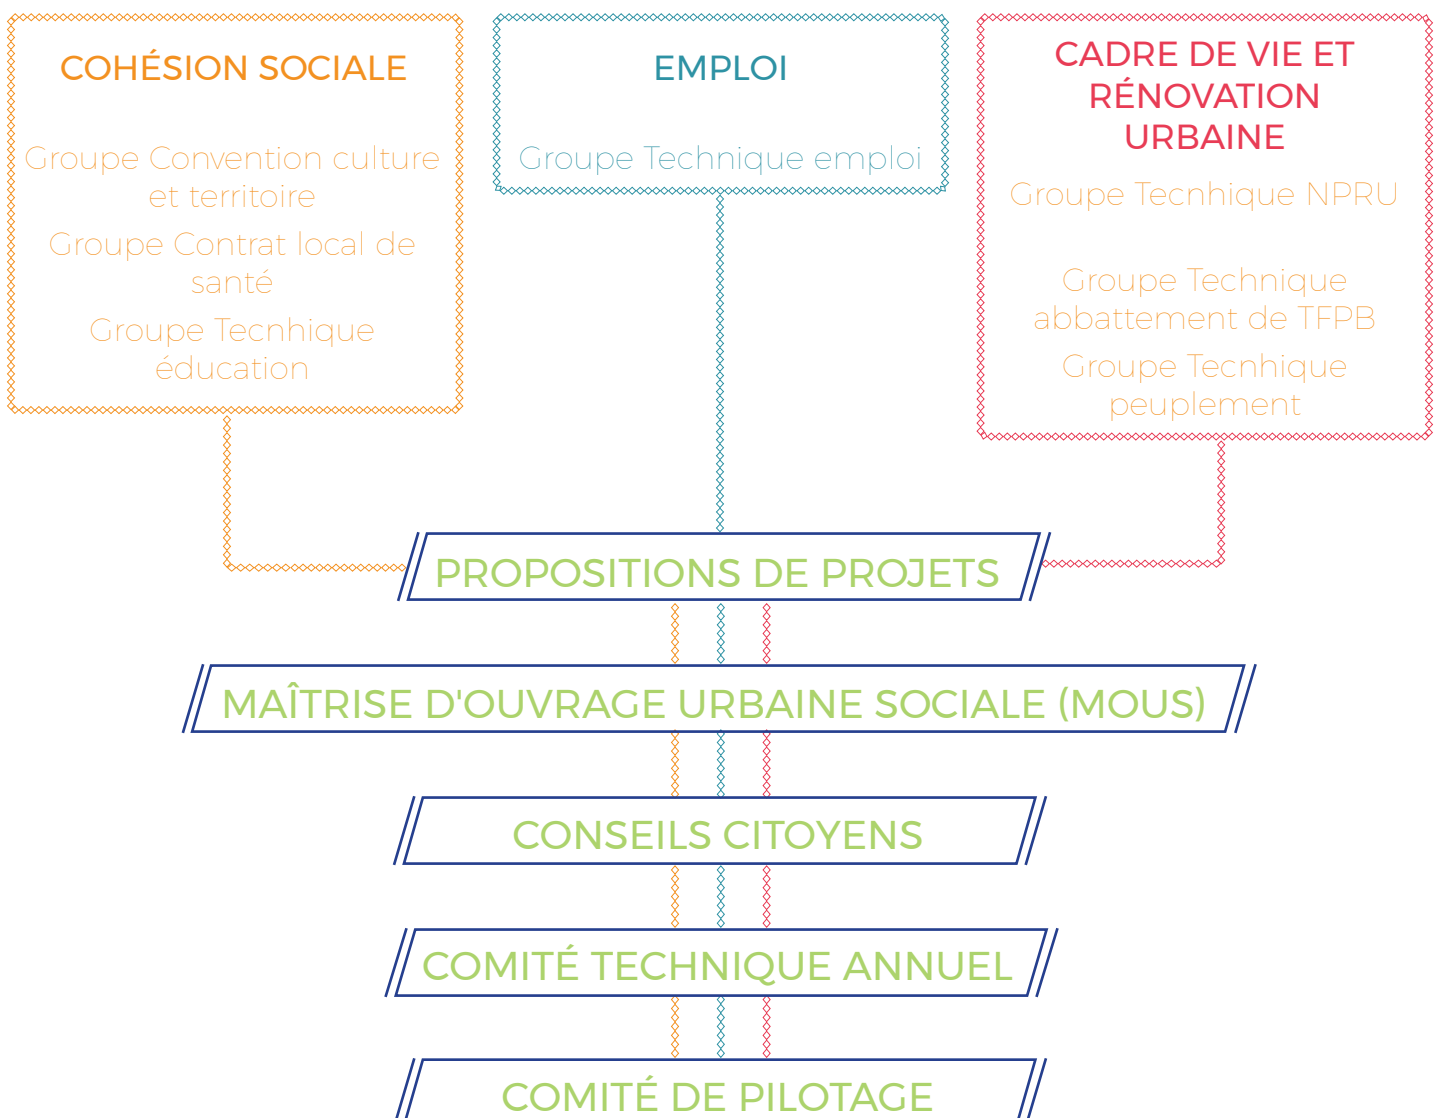 COHÉSION SOCIALE
Groupe Convention culture
et territoire
Groupe Contrat local de
santé
Groupe Tecnhique
éducation
EMPLOI
Groupe Technique emploi
CADRE DE VIE ET
RÉNOVATION
URBAINE
Groupe Tecnhique NPRU
Groupe Technique
abbattement de TFPB
Groupe Tecnhique
peuplement
PROPOSITIONS DE PROJETS
MAÎTRISE D'OUVRAGE URBAINE SOCIALE (MOUS)
CONSEILS CITOYENS
COMITÉ TECHNIQUE ANNUEL
COMITÉ DE PILOTAGE